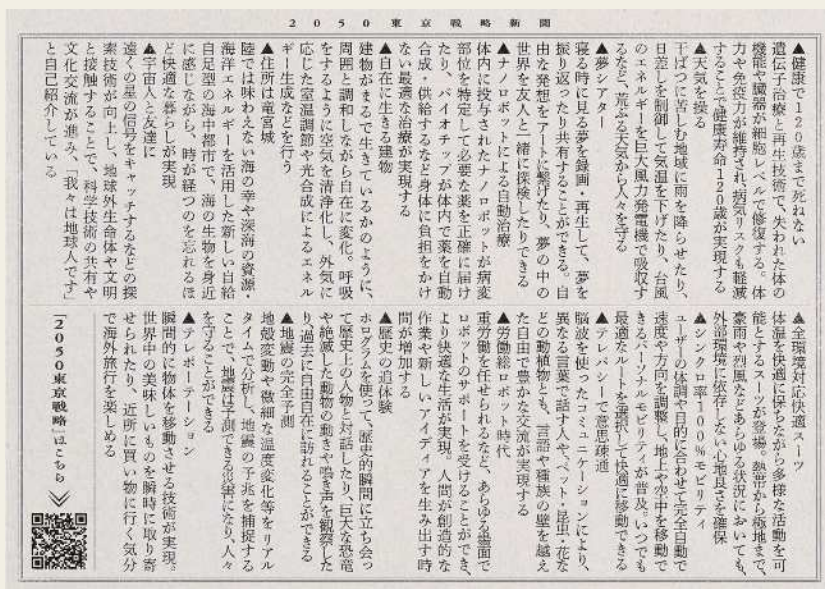 2050東京戦略新聞
▲健康で120歳まで死ねない
遺伝子治療と再生技術で、失われた体の
機能や臓器が細胞レベルで修復する。体
力や免疫力が維持され、病気リスクも軽減
することで健康寿命120歳が実現する
▲天気を操る
干ばつに苦しむ地域に雨を降らせたり、
日差しを制御して気温を下げたり、台風
のエネルギーを巨大風力発電機で吸収す
るなど、荒ぶる天気から人々を守る
▲夢シアター
寝る時に見る夢を録画・再生して、夢を
振り返ったり共有することができる。自
由な発想をアートに繋げたり、夢の中の
世界を友人と一緒に探検したりできる
▲ナノロボットによる自動治療
体内に投与されたナノロボットが病変
部位を特定して必要な薬を正確に届け
たり、バイオチップが体内で薬を自動
合成・供給するなど身体に負担をかけ
ない最適な治療が実現する
▲自在に生きる建物
建物がまるで生きているかのように、
周囲と調和しながら自在に変化。呼吸
をするように空気を清浄化し、外気に
応じた室温調節や光合成によるエネル
ギー生成などを行う
▲住所は竜宮城
陸では味わえない海の幸や深海の資源・
海洋エネルギーを活用した新しい自給
自足型の海中都市で、海の生物を身近
に感じながら、時が経つのを忘れるほ
ど快適な暮らしが実現
▲宇宙人と友達に
遠くの星の信号をキャッチするなどの探
索技術が向上し、地球外生命体や文明
と接触することで、科学技術の共有や
文化交流が進み、「我々は地球人です」
と自己紹介している
▲全環境対応快適スーツ
体温を快適に保ちながら多様な活動を可
能とするスーツが登場。熱帯から極地まで、
豪雨や烈風などあらゆる状況においても、
外部環境に依存しない心地良さを確保
▲シンクロ率100%モビリティ
ユーザーの体調や目的に合わせて完全自動で
速度や方向を調整し、地上や空中を移動で
きるパーソナルモビリティが普及。いつでも
最適なルートを選択して快適に移動できる
▲テレパシーで意思疎通
脳波を使ったコミュニケーションにより、
異なる言葉で話す人や、ペット・昆虫・花な
どの動植物とも、言語や種族の壁を越え
た自由で豊かな交流が実現する
▲労働総ロボット時代
重労働を任せられるなど、あらゆる場面で
ロボットのサポートを受けることができ、
より快適な生活が実現。人間が創造的な
作業や新しいアイディアを生み出す時
間が増加する
▲歴史の追体験
ホログラムを使って、歴史的瞬間に立ち会っ
て歴史上の人物と対話したり、巨大な恐竜
や絶滅した動物の動きや鳴き声を観察した
り、過去に自由自在に訪れることができる
▲地震の完全予測
地殻変動や微細な温度変化等をリアル
タイムで分析し、地震の予兆を捕捉する
ことで、地震は予測できる災害になり、人々
を守ることができる
▲テレポーテーション
瞬間的に物体を移動させる技術が実現。
世界中の美味しいものを瞬時に取り寄
せられたり、近所に買い物に行く気分
で海外旅行を楽しめる
「2050東京戦略」はこちら